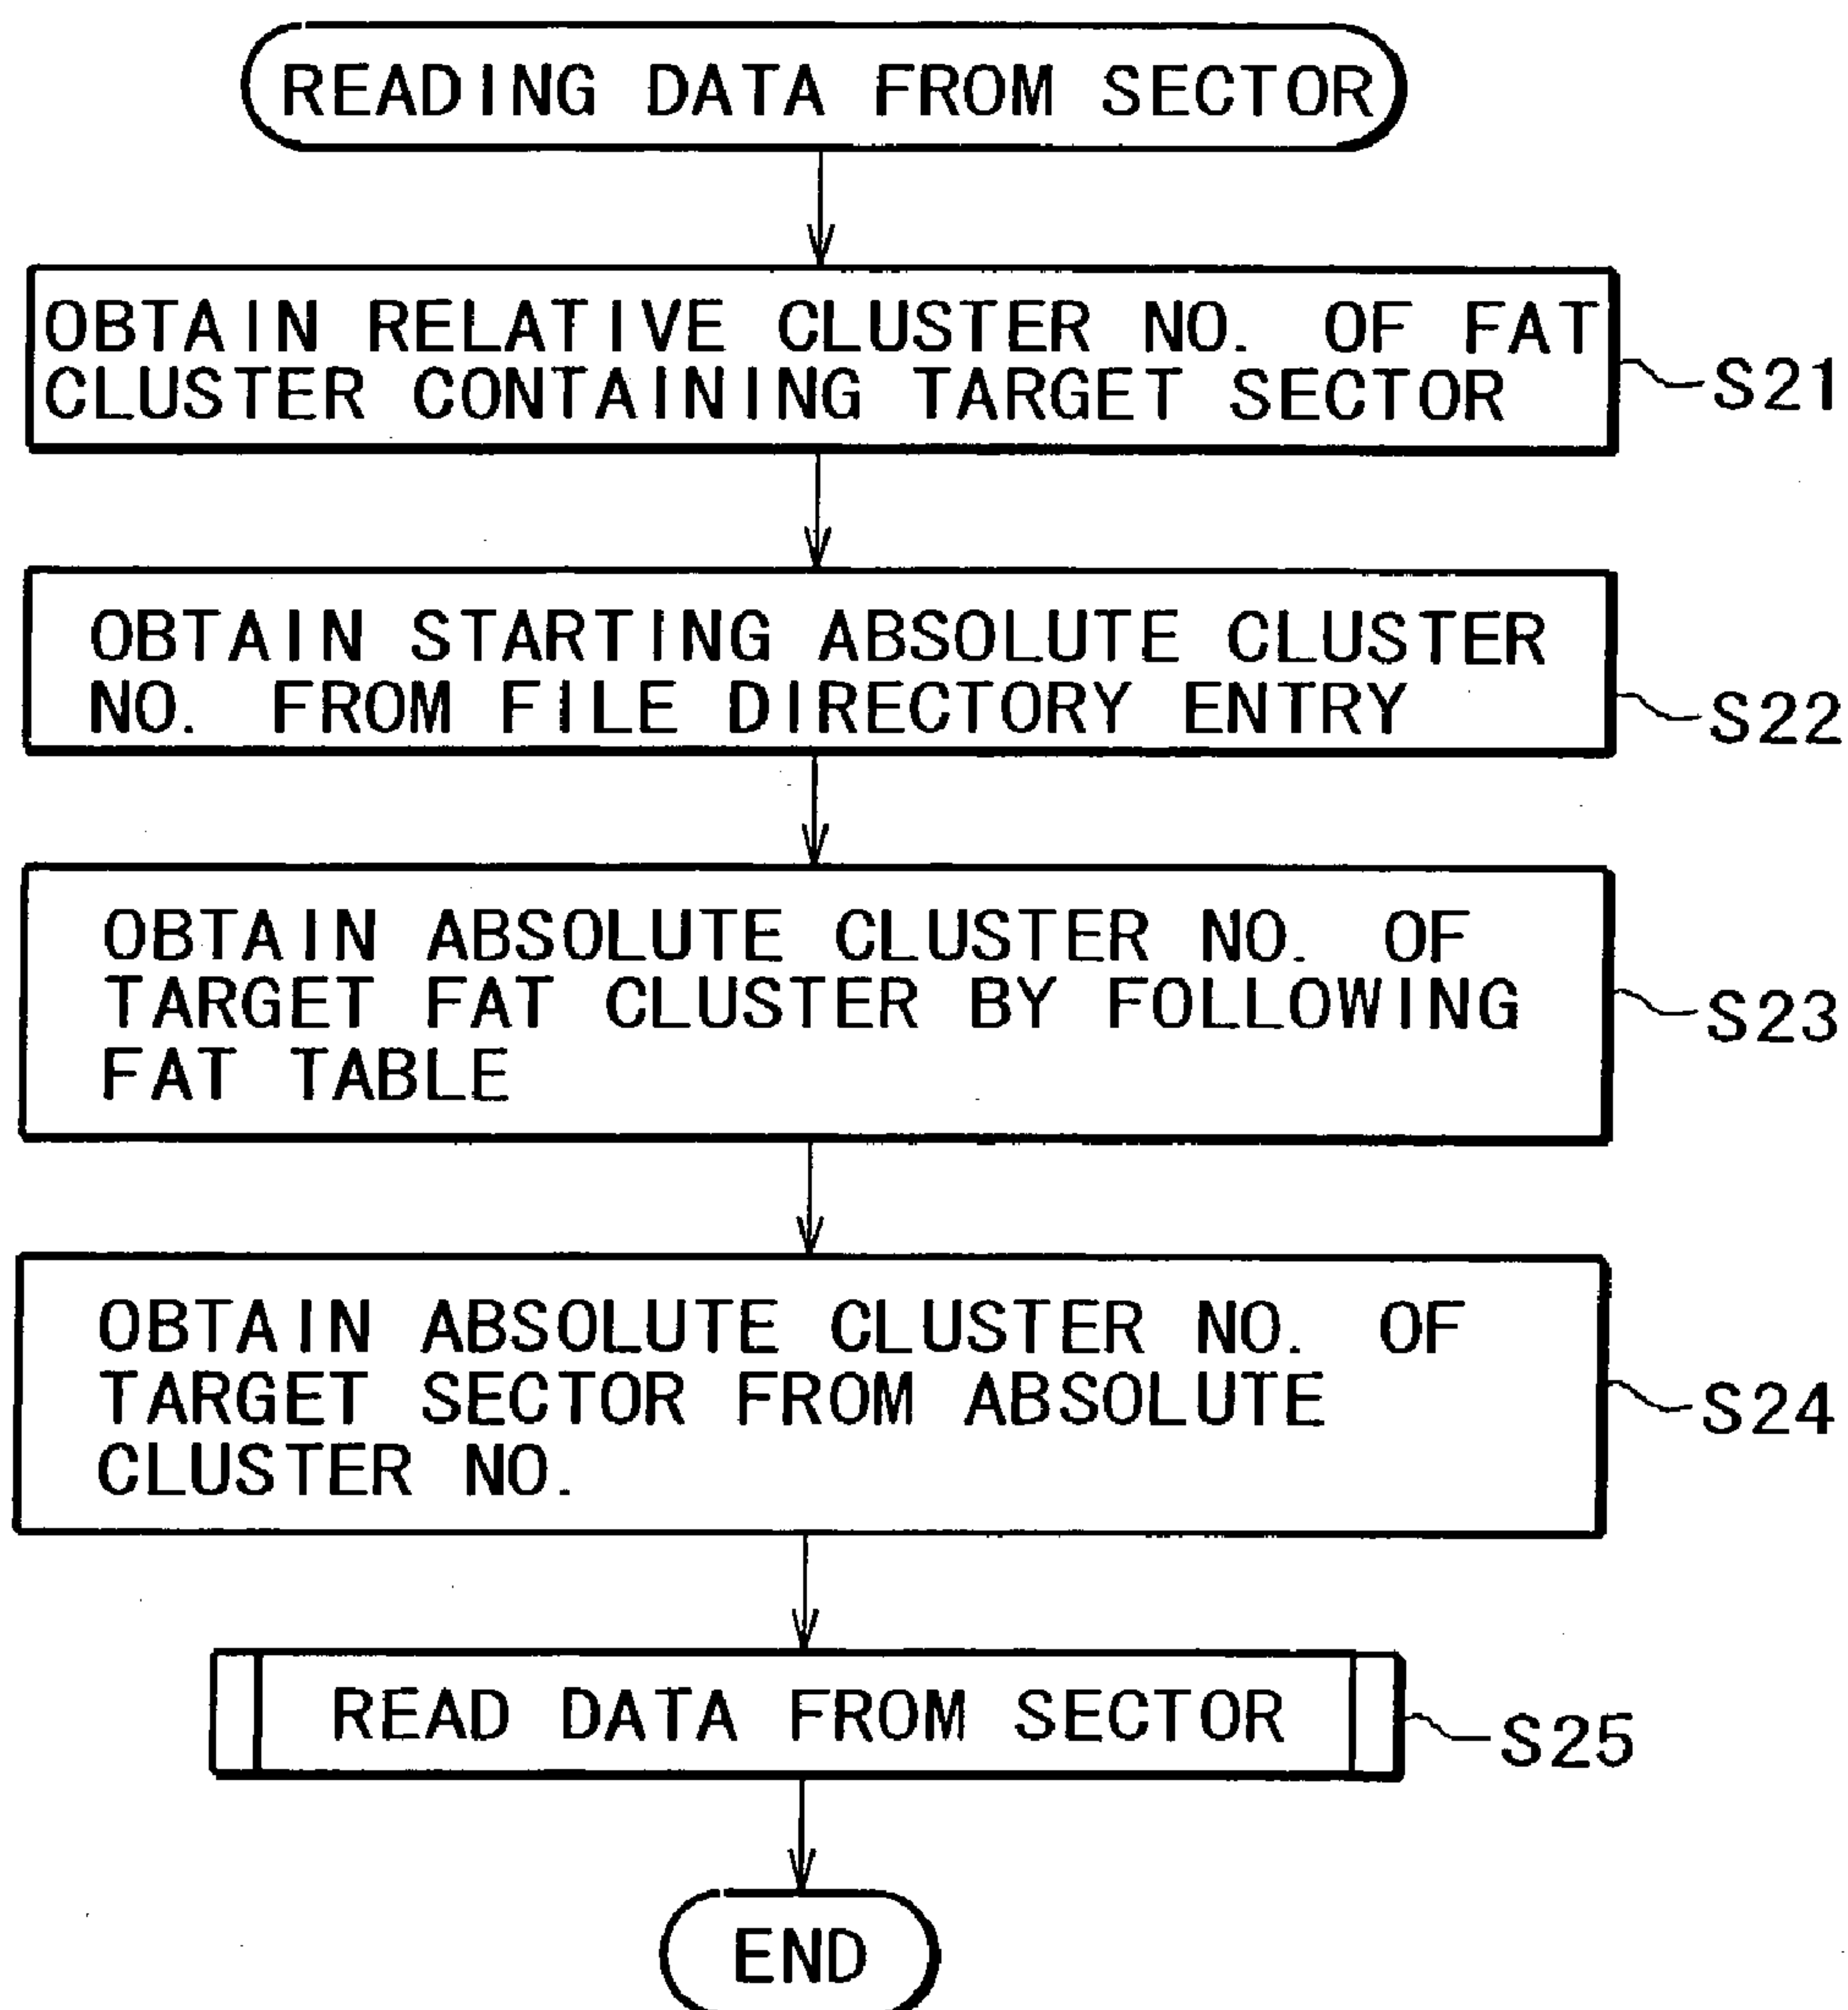 READING DATA FROM SECTOR
OBTAIN RELATIVE CLUSTER NO. OF FAT
CLUSTER CONTAINING TARGET SECTOR
S21
OBTAIN STARTING ABSOLUTE CLUSTER
NO. FROM FILE DIRECTORY ENTRY
S22
OBTAIN ABSOLUTE CLUSTER NO. OF
TARGET FAT CLUSTER BY FOLLOWING
FAT TABLE
S23
OBTAIN ABSOLUTE CLUSTER NO. OF
TARGET SECTOR FROM ABSOLUTE
CLUSTER NO.
S24
READ DATA FROM SECTOR
S25
END